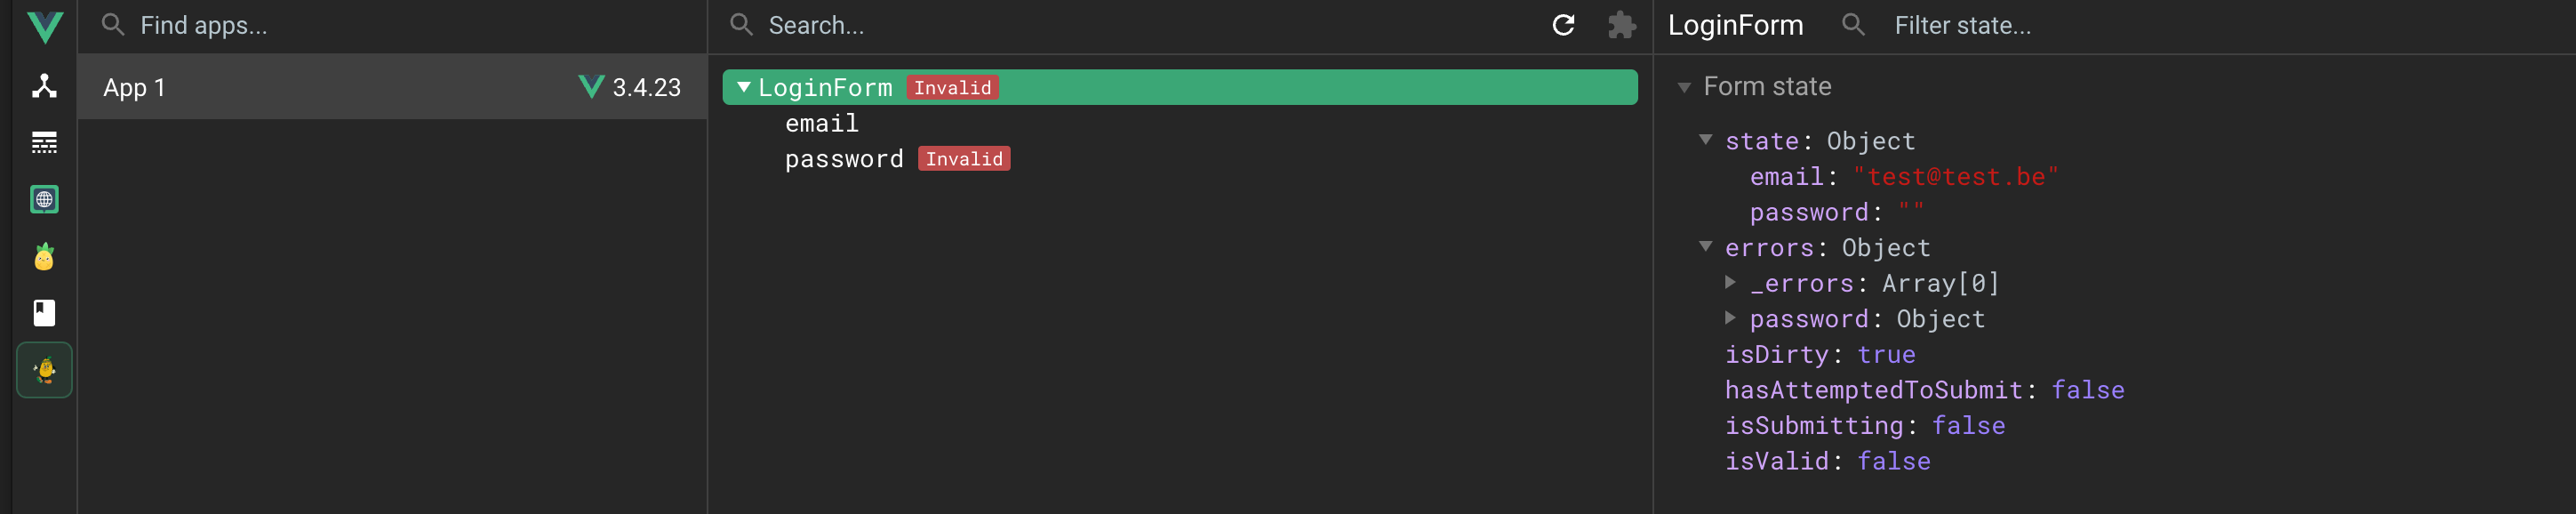 Find apps...
App 1 3.4.23
Search...
LoginForm Invalid
email
password Invalid
LoginForm Filter state...
Form state
state: Object
email: "test@test.be"
password: ""
errors: Object
_errors: Array[0]
password: Object
isDirty: true
hasAttemptedToSubmit: false
isSubmitting: false
isValid: false